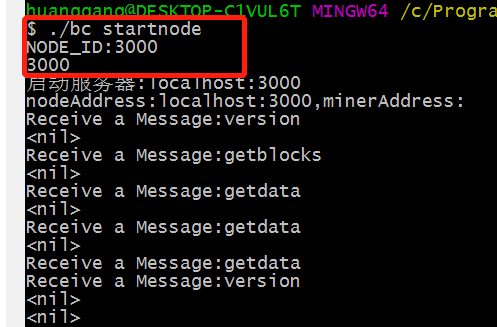 huanggang@DESKTOP-C1VUL6T MINGW64 /c/Progra
$ ./bc startnode
NODE_ID:3000
3000
启动服务器:localhost:3000
nodeAddress:localhost:3000,minerAddress:
Receive a Message:version
<nil>
Receive a Message:getblocks
<nil>
Receive a Message:getdata
<nil>
Receive a Message:getdata
<nil>
Receive a Message:getdata
Receive a Message:version
<nil>
<nil>